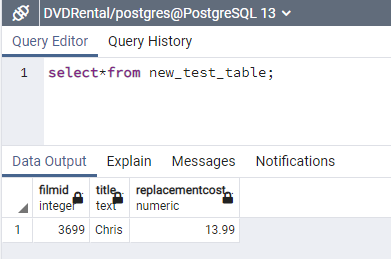 DVDRental/postgres@PostgreSQL 13
Query Editor Query History
1 select*from new_test_table;
Data Output Explain Messages Notifications
filmid title replacementcost
integer text numeric
1 3699 Chris 13.99